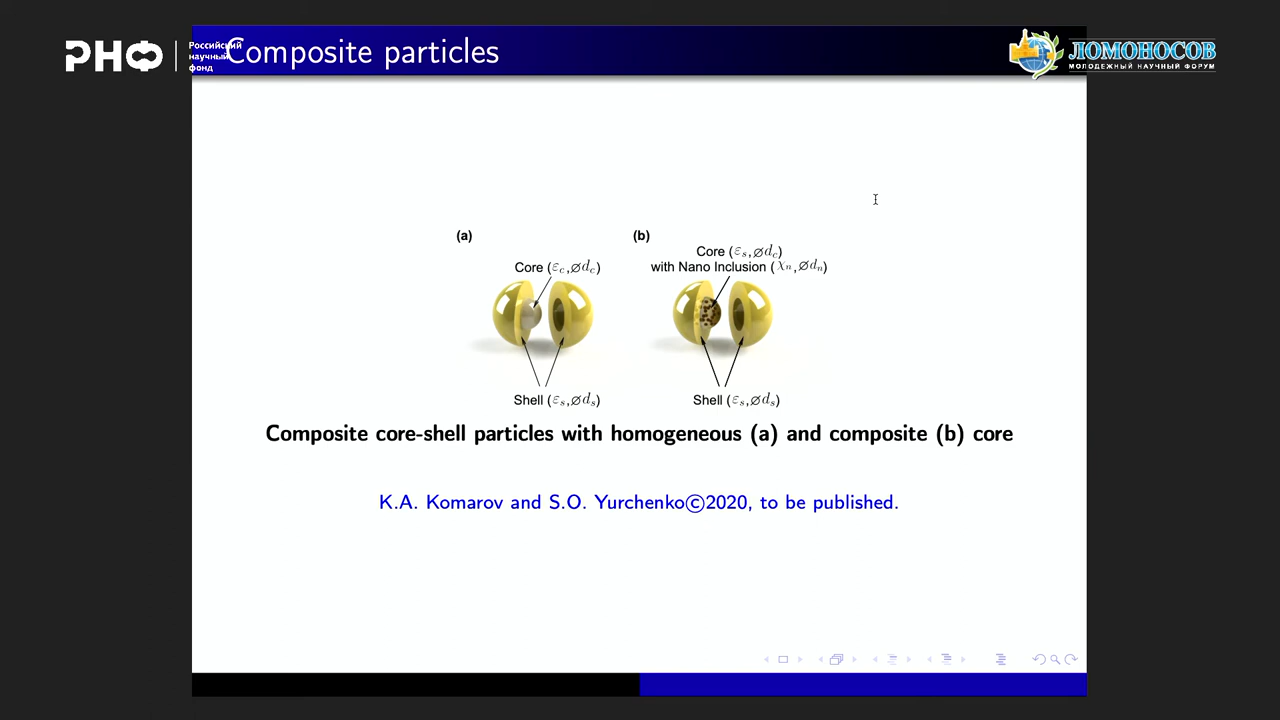 РНФ
Российский
научный
фонд
Composite particles
ЛОМОНОСОВ
МОЛОДЕЖНЫЙ НАУЧНЫЙ ФОРУМ
(a)
Core (εc,∅dc)
Shell (εs,∅ds)
(b)
Core (εs,∅dc)
with Nano Inclusion (χn,∅dn)
Shell (εs,∅ds)
Composite core-shell particles with homogeneous (a) and composite (b) core
K.A. Komarov and S.O. Yurchenko©2020, to be published.